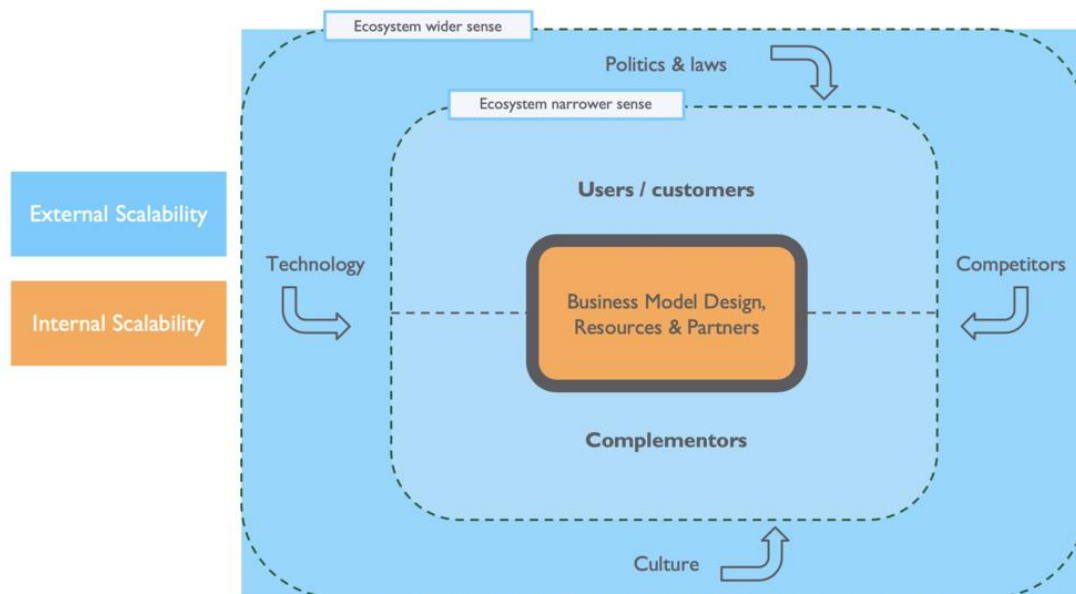 Ecosystem wider sense
Politics & laws
Ecosystem narrower sense
Users / customers
External Scalability
Technology
Competitors
Business Model Design,
Resources & Partners
Internal Scalability
Complementors
Culture